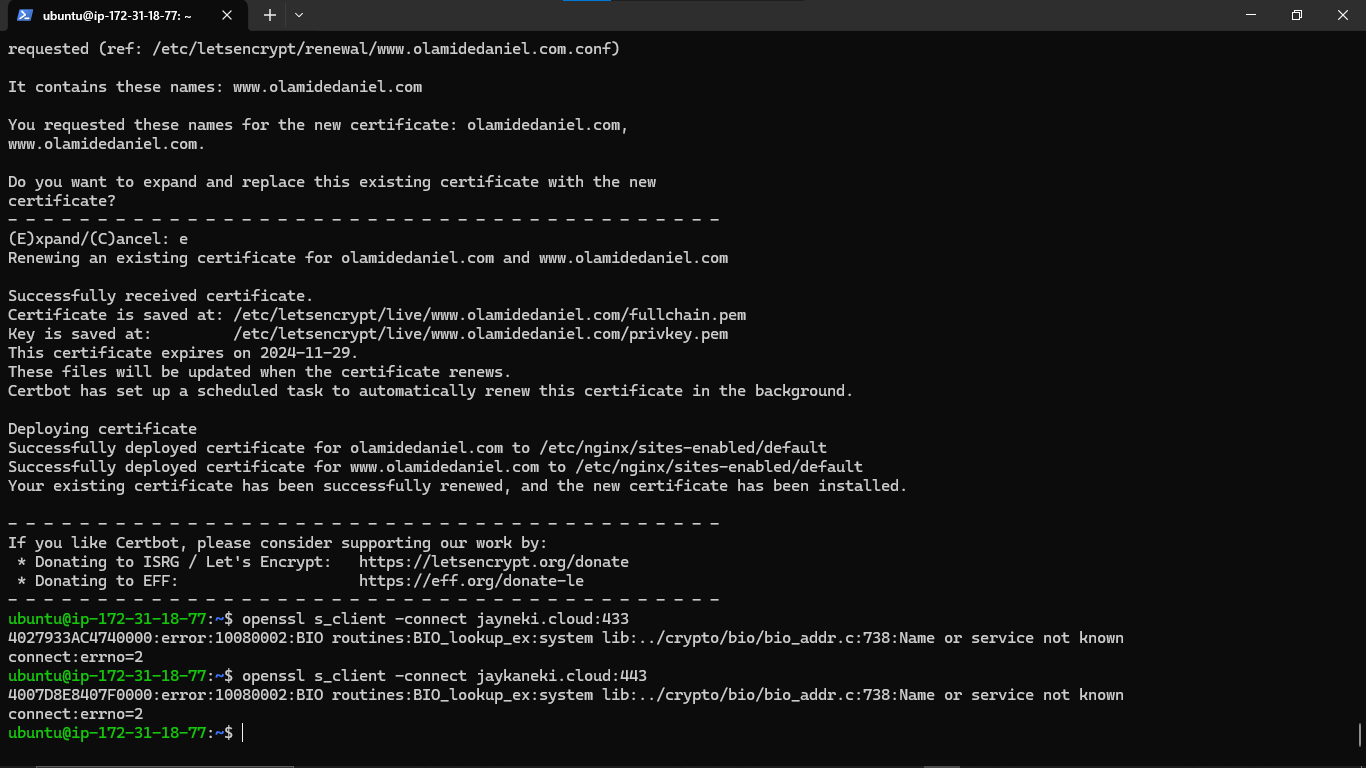 ubuntu@ip-172-31-18-77: ~
requested (ref: /etc/letsencrypt/renewal/www.olamidedaniel.com.conf)
It contains these names: www.olamidedaniel.com
You requested these names for the new certificate: olamidedaniel.com,
www.olamidedaniel.com.
Do you want to expand and replace this existing certificate with the new
certificate?
- - - - - - - - - - - - - - - - - - - - - - - - - - - - - - - - - - - - - - - -
(E)xpand/(C)ancel: e
Renewing an existing certificate for olamidedaniel.com and www.olamidedaniel.com
Successfully received certificate.
Certificate is saved at: /etc/letsencrypt/live/www.olamidedaniel.com/fullchain.pem
Key is saved at:         /etc/letsencrypt/live/www.olamidedaniel.com/privkey.pem
This certificate expires on 2024-11-29.
These files will be updated when the certificate renews.
Certbot has set up a scheduled task to automatically renew this certificate in the background.
Deploying certificate
Successfully deployed certificate for olamidedaniel.com to /etc/nginx/sites-enabled/default
Successfully deployed certificate for www.olamidedaniel.com to /etc/nginx/sites-enabled/default
Your existing certificate has been successfully renewed, and the new certificate has been installed.
- - - - - - - - - - - - - - - - - - - - - - - - - - - - - - - - - - - - - - - -
If you like Certbot, please consider supporting our work by:
 * Donating to ISRG / Let's Encrypt:   https://letsencrypt.org/donate
 * Donating to EFF:                    https://eff.org/donate-le
- - - - - - - - - - - - - - - - - - - - - - - - - - - - - - - - - - - - - - - -
ubuntu@ip-172-31-18-77:~$ openssl s_client -connect jayneki.cloud:433
4027933AC4740000:error:10080002:BIO routines:BIO_lookup_ex:system lib:../crypto/bio/bio_addr.c:738:Name or service not known
connect:errno=2
ubuntu@ip-172-31-18-77:~$ openssl s_client -connect jaykaneki.cloud:443
4007D8E8407F0000:error:10080002:BIO routines:BIO_lookup_ex:system lib:../crypto/bio/bio_addr.c:738:Name or service not known
connect:errno=2
ubuntu@ip-172-31-18-77:~$